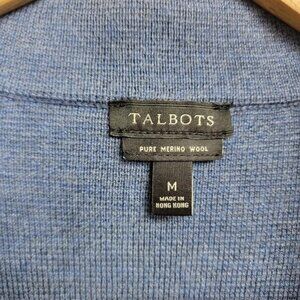 TALBOTS
PURE MERINO WOOL
M
MADE IN
HONG KONG